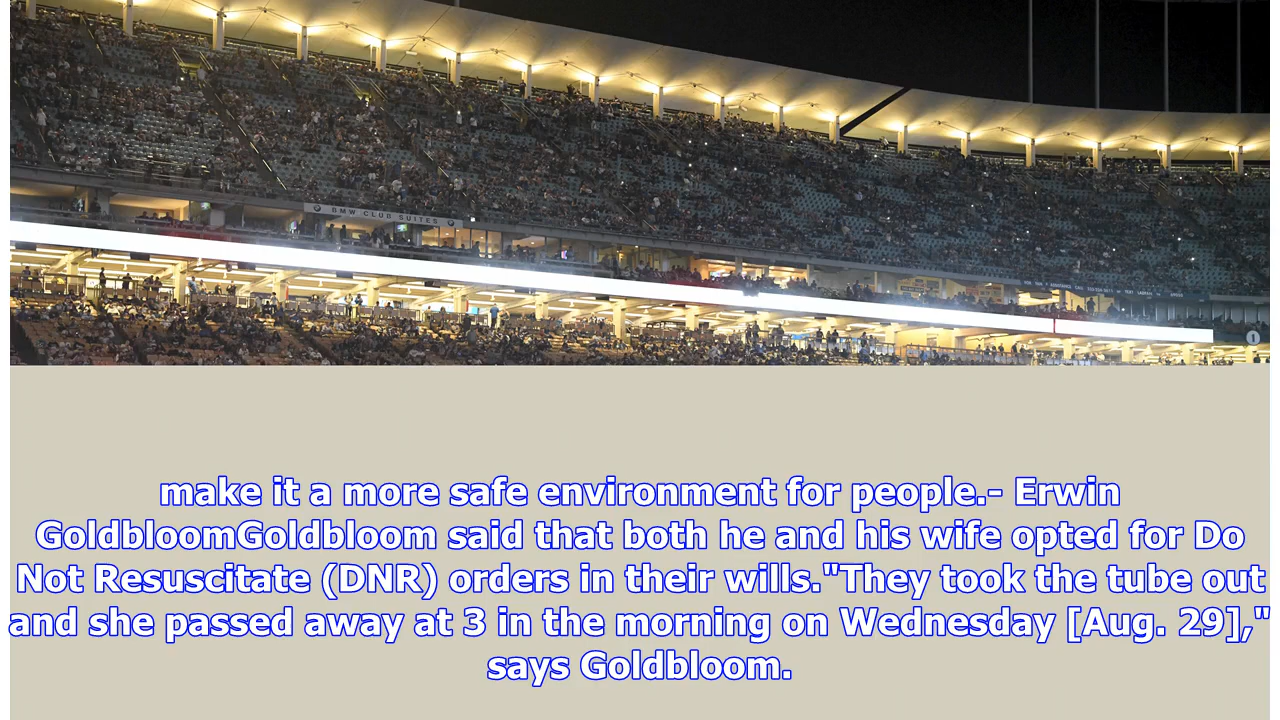 BMW CLUB SUITES
1
make it a more safe environment for people.- Erwin
GoldbloomGoldbloom said that both he and his wife opted for Do
Not Resuscitate (DNR) orders in their wills."They took the tube out
and she passed away at 3 in the morning on Wednesday [Aug. 29],"
says Goldbloom.